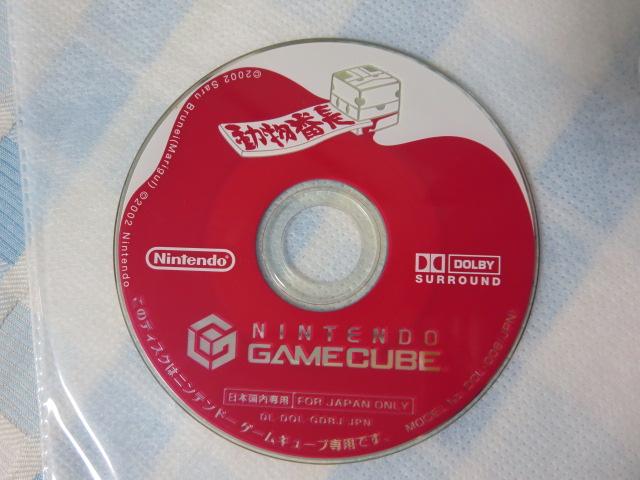 動物番長
©2002 Saru Brunei(Marigul) ©2002 Nintendo
Nintendo
DOLBY
SURROUND
NINTENDO
GAMECUBE
日本国内専用 FOR JAPAN ONLY
DL-DOL-GDBJ-JPN
このディスクはニンテンドーゲームキューブ専用です。
MODEL No. DOL-006(JPN)